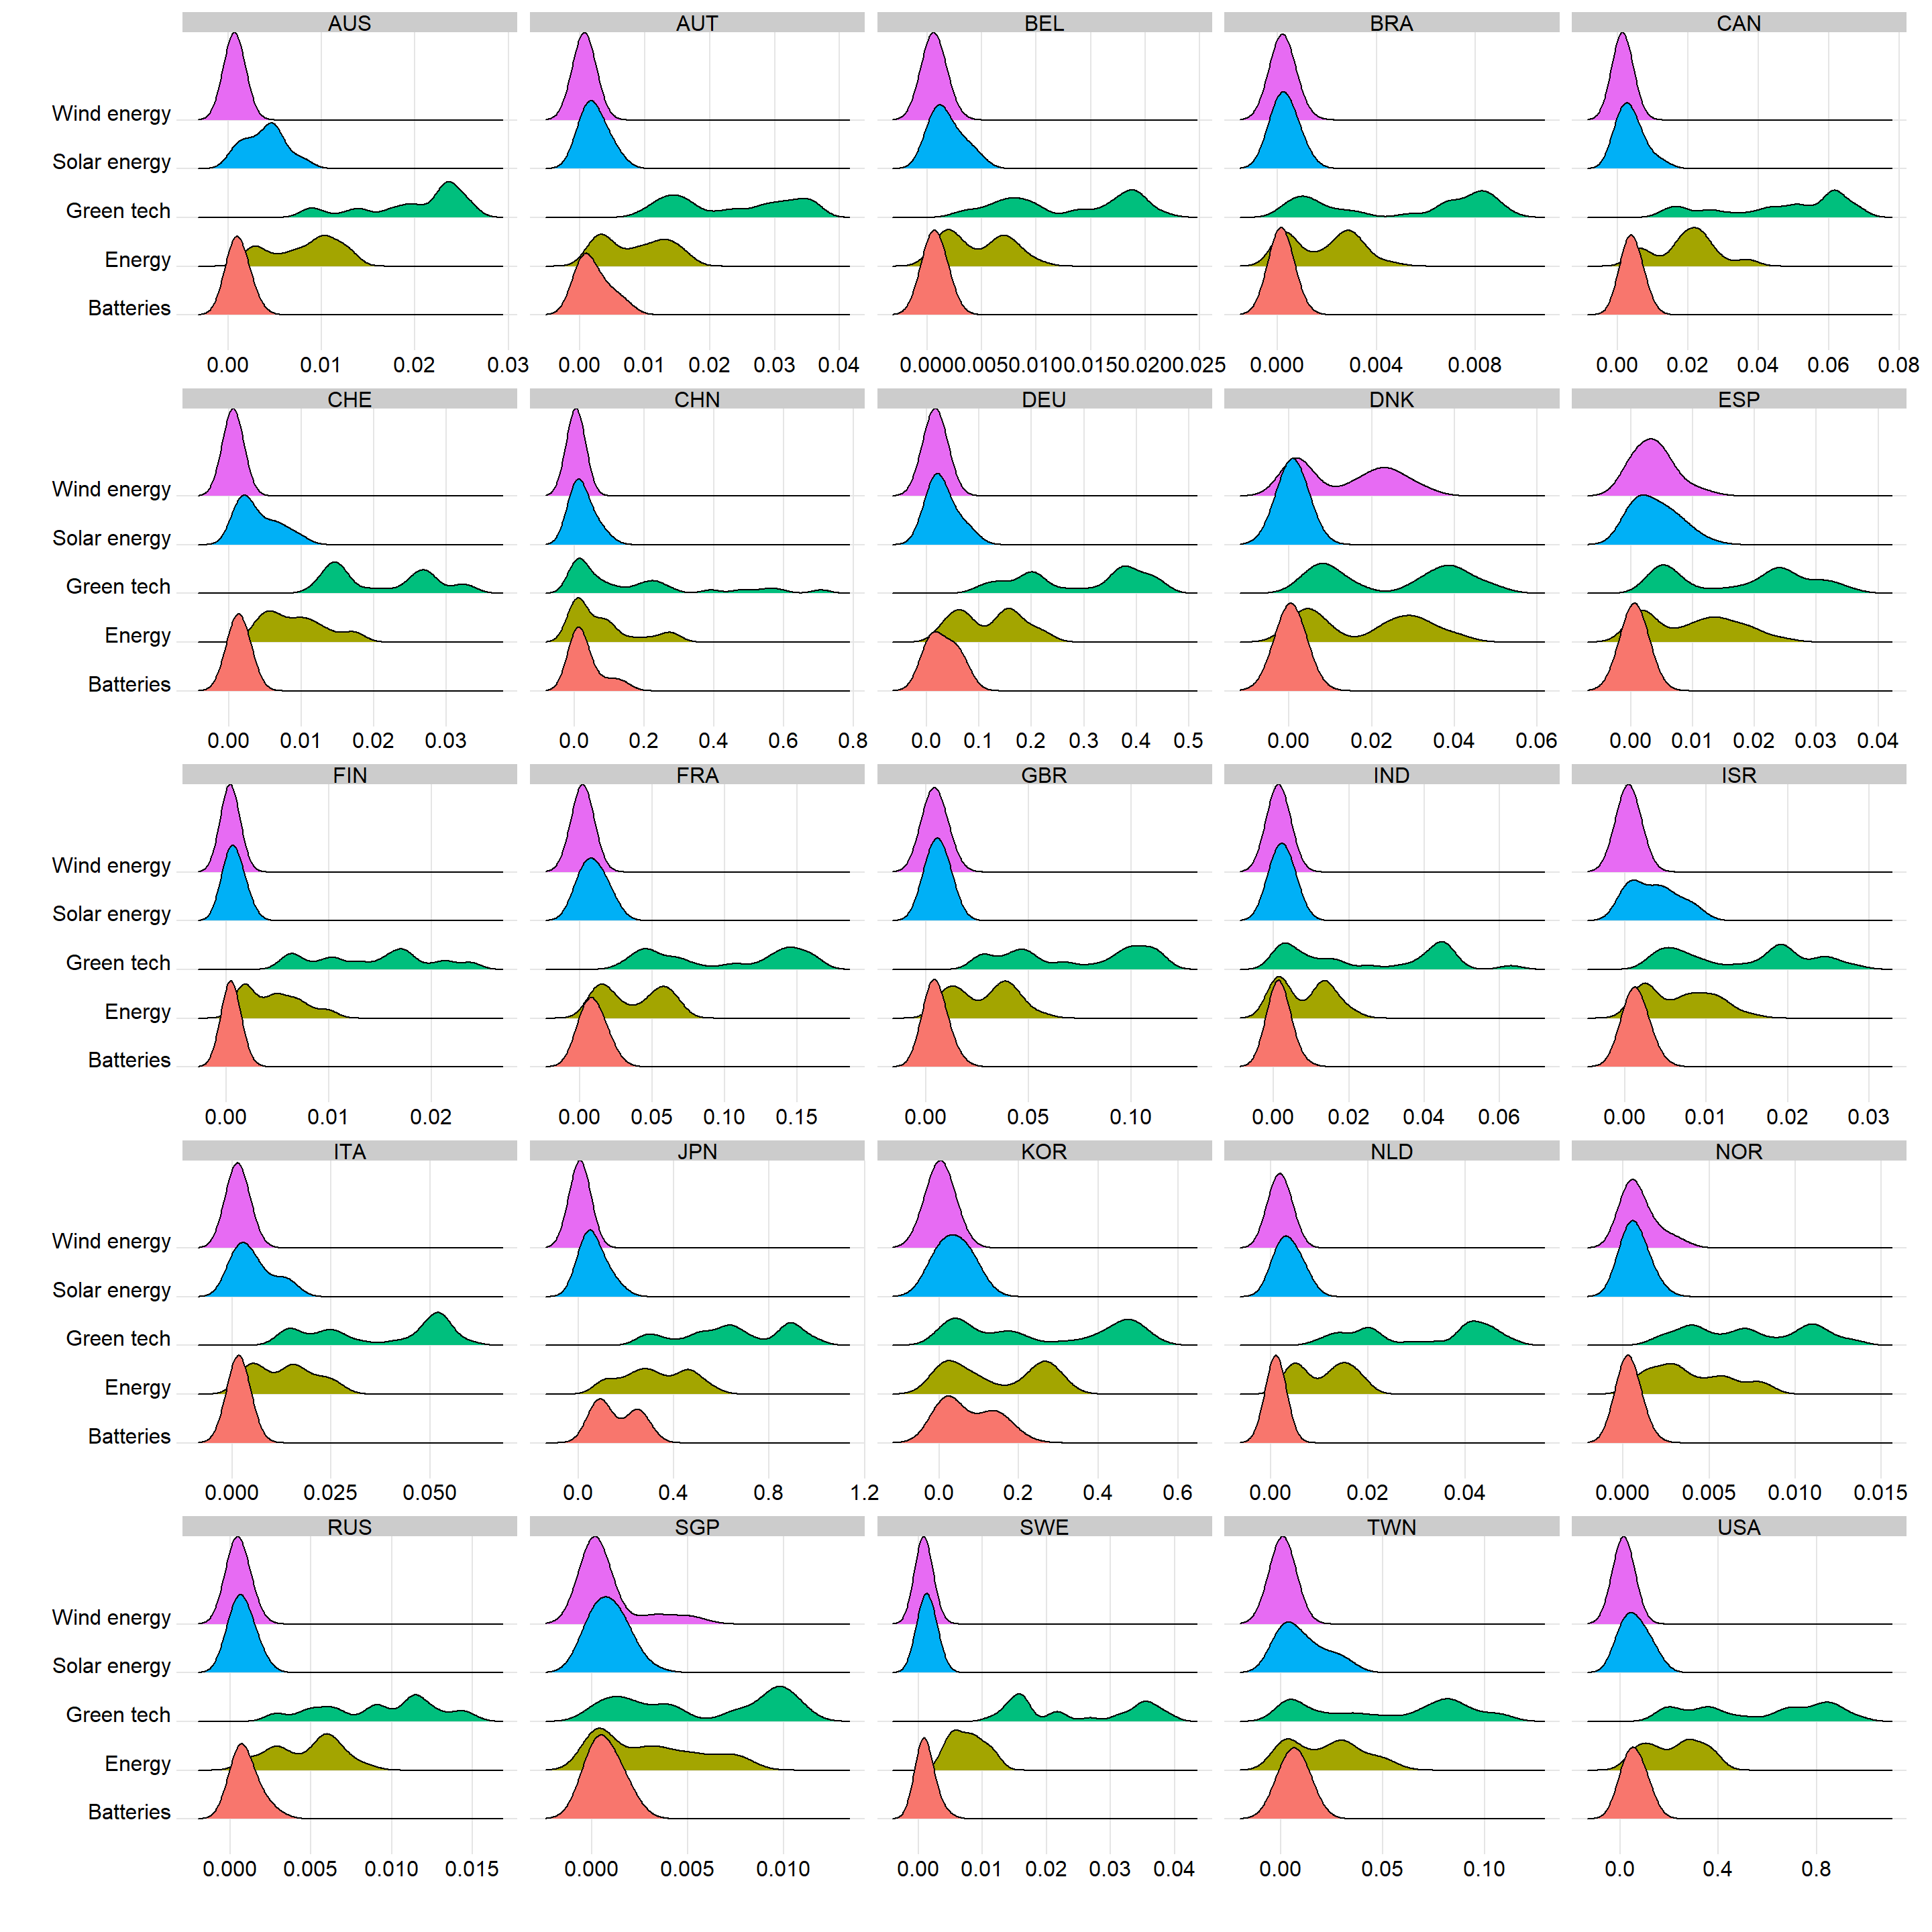 AUS AUT BEL BRA CAN
Wind energy
Solar energy
Green tech
Energy
Batteries
0.00 0.01 0.02 0.03 0.00 0.01 0.02 0.03 0.04 0.000 0.005 0.010 0.015 0.020 0.025 0.000 0.004 0.008 0.00 0.02 0.04 0.06 0.08
CHE CHN DEU DNK ESP
Wind energy
Solar energy
Green tech
Energy
Batteries
0.00 0.01 0.02 0.03 0.0 0.2 0.4 0.6 0.8 0.0 0.1 0.2 0.3 0.4 0.5 0.00 0.02 0.04 0.06 0.00 0.01 0.02 0.03 0.04
FIN FRA GBR IND ISR
Wind energy
Solar energy
Green tech
Energy
Batteries
0.00 0.01 0.02 0.00 0.05 0.10 0.15 0.00 0.05 0.10 0.00 0.02 0.04 0.06 0.00 0.01 0.02 0.03
ITA JPN KOR NLD NOR
Wind energy
Solar energy
Green tech
Energy
Batteries
0.000 0.025 0.050 0.0 0.4 0.8 1.2 0.0 0.2 0.4 0.6 0.00 0.02 0.04 0.000 0.005 0.010 0.015
RUS SGP SWE TWN USA
Wind energy
Solar energy
Green tech
Energy
Batteries
0.000 0.005 0.010 0.015 0.000 0.005 0.010 0.00 0.01 0.02 0.03 0.04 0.00 0.05 0.10 0.0 0.4 0.8